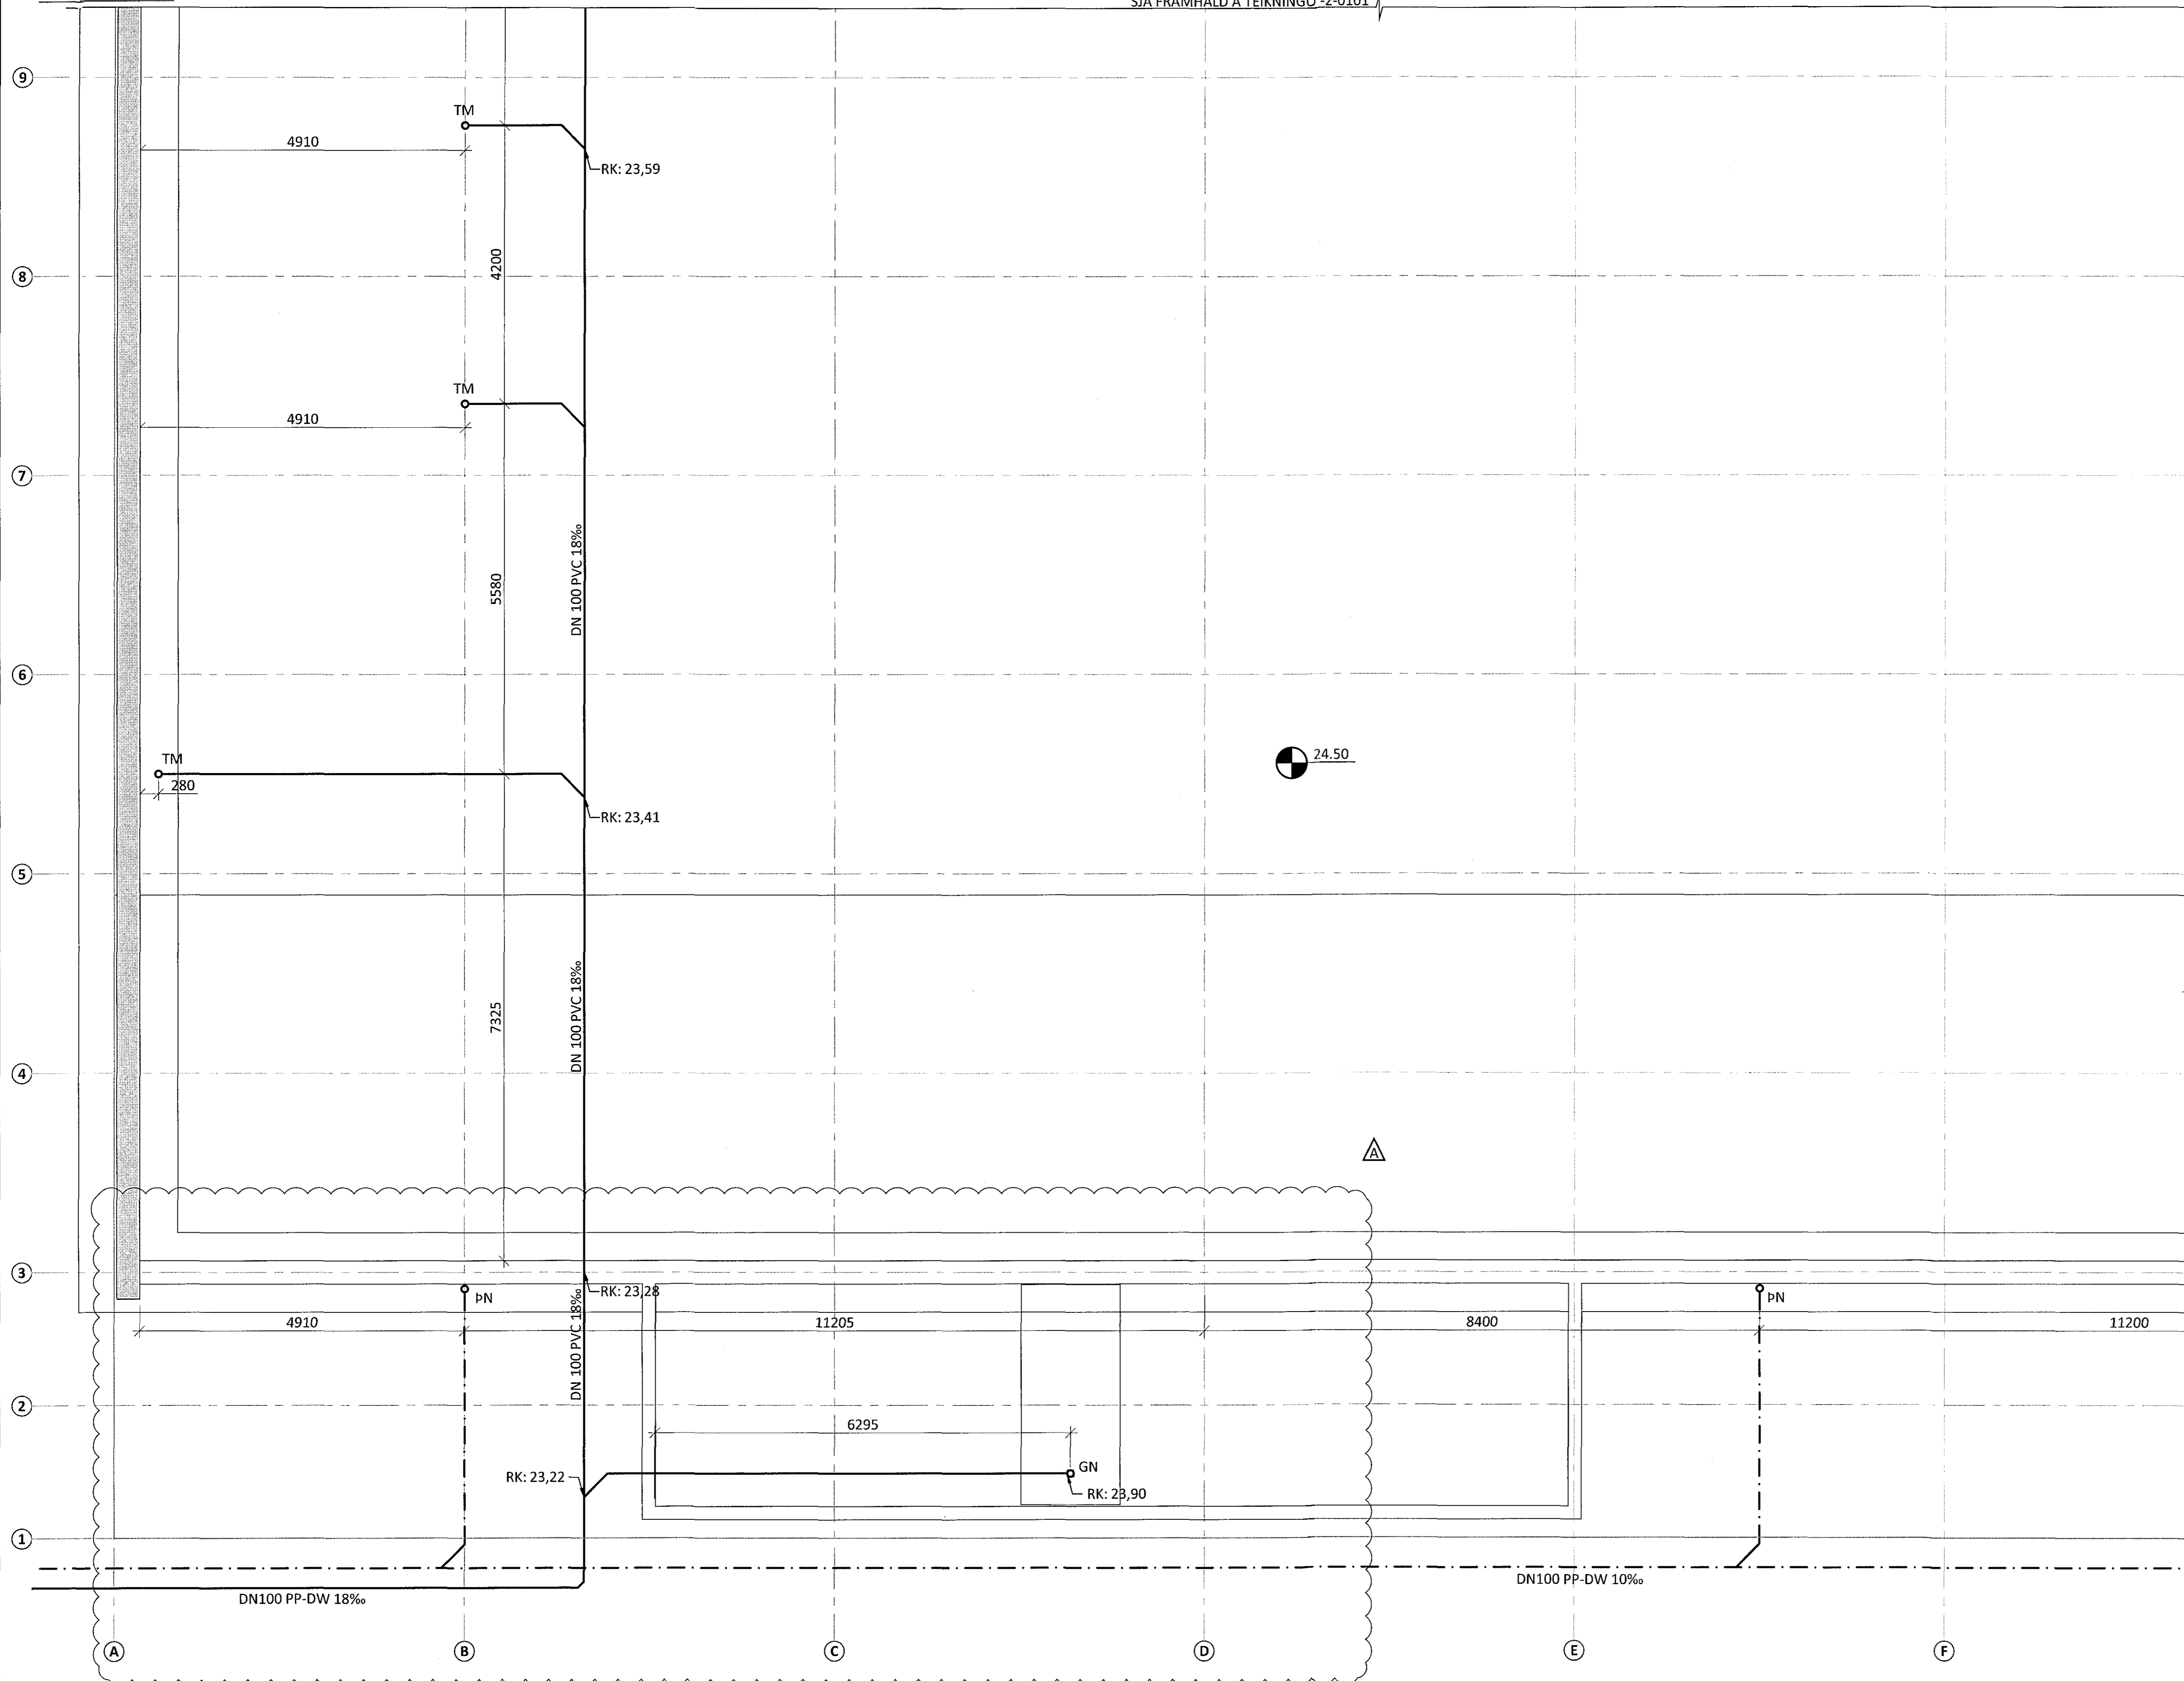 SJÁ FRAMHALD Á TEIKNINGU -2-0101
9
TM
4910
RK: 23,59
4200
8
TM
4910
7
DN 100 PVC 18‰
5580
6
TM
280
24.50
RK: 23,41
5
DN 100 PVC 18‰
7325
4
A
3
ÞN
RK: 23,28
ÞN
4910
11205
8400
11200
DN 100 PVC 18‰
2
6295
GN
RK: 23,22
RK: 23,90
1
DN100 PP-DW 10‰
DN100 PP-DW 18‰
A
B
C
D
E
F